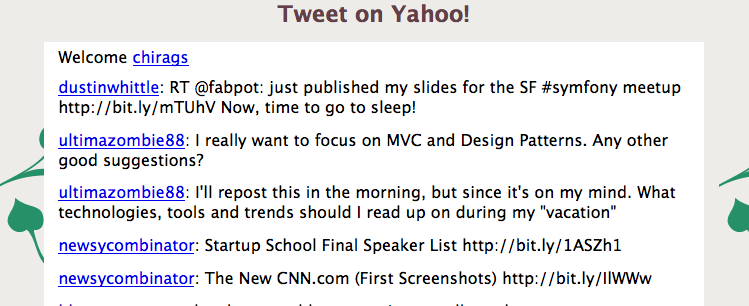 Tweet on Yahoo!
Welcome chirags
dustinwhittle: RT @fabpot: just published my slides for the SF #symfony meetup
http://bit.ly/mTUhV Now, time to go to sleep!
ultimazombie88: I really want to focus on MVC and Design Patterns. Any other
good suggestions?
ultimazombie88: I'll repost this in the morning, but since it's on my mind. What
technologies, tools and trends should I read up on during my "vacation"
newsycombinator: Startup School Final Speaker List http://bit.ly/1ASZh1
newsycombinator: The New CNN.com (First Screenshots) http://bit.ly/IlWWw